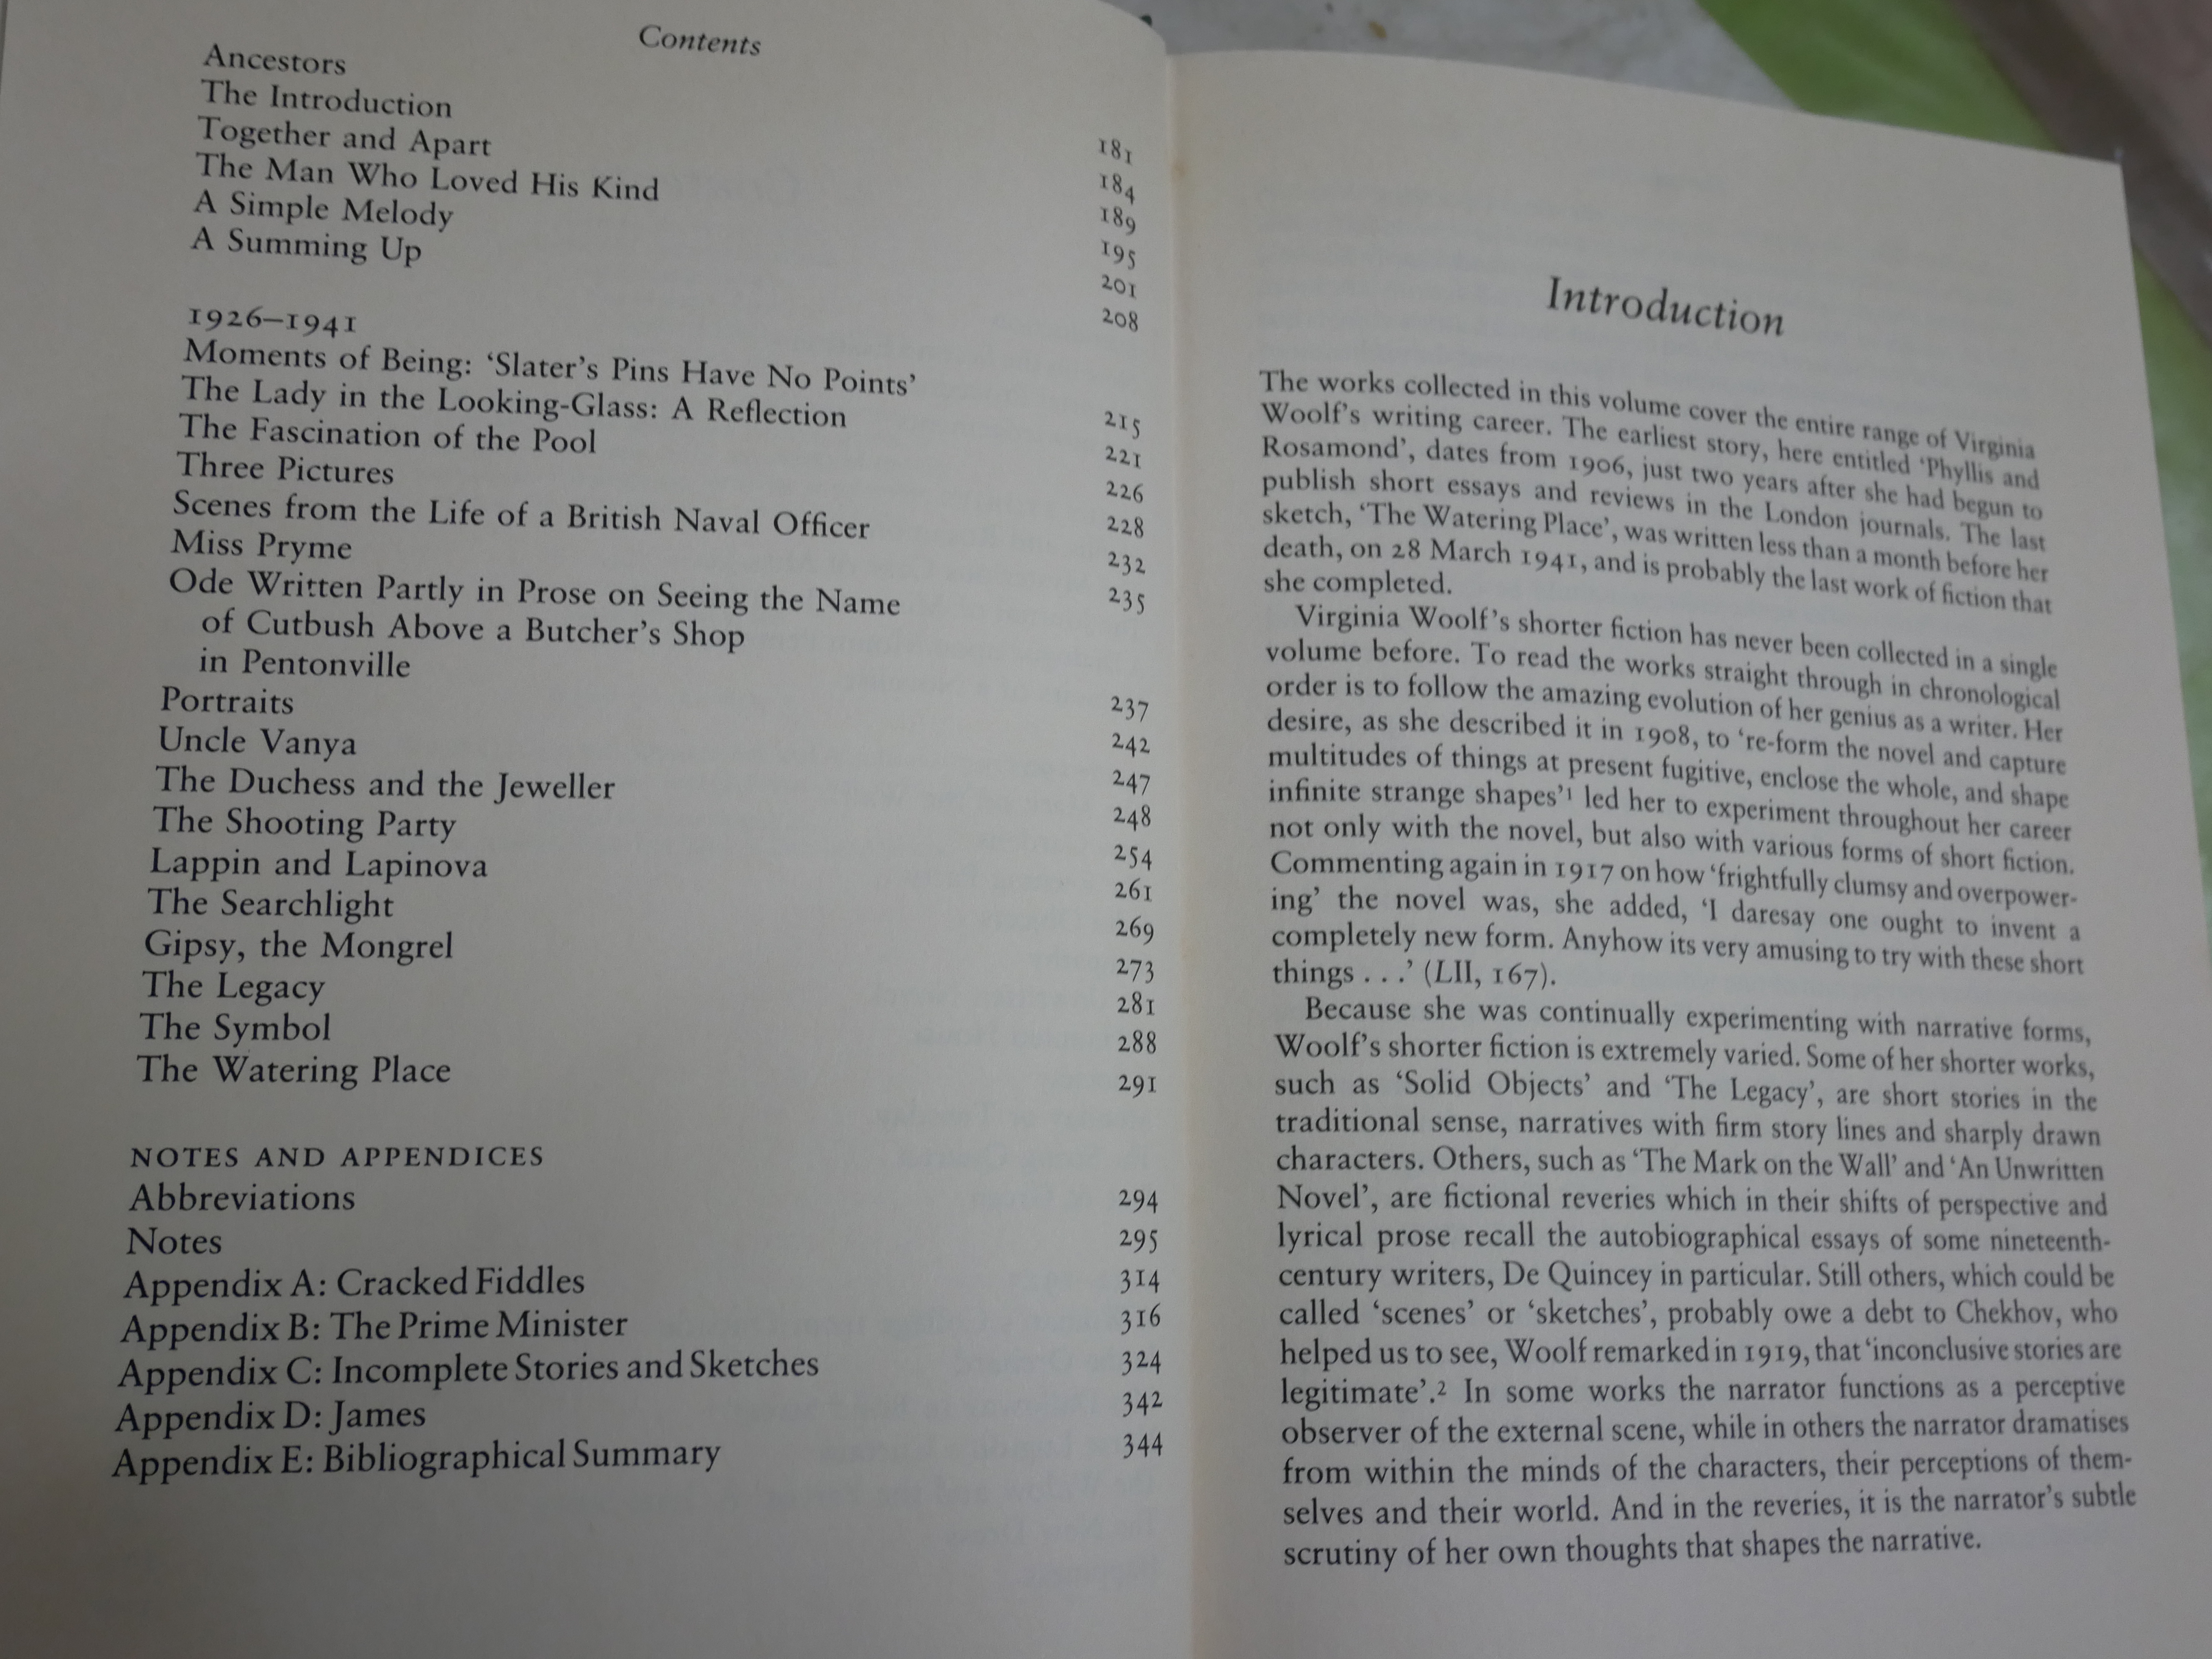 Contents
Ancestors 181
The Introduction 184
Together and Apart 189
The Man Who Loved His Kind 195
A Simple Melody 201
A Summing Up 208
1926–1941
Moments of Being: ‘Slater’s Pins Have No Points’ 215
The Lady in the Looking-Glass: A Reflection 221
The Fascination of the Pool 226
Three Pictures 228
Scenes from the Life of a British Naval Officer 232
Miss Pryme 235
Ode Written Partly in Prose on Seeing the Name
of Cutbush Above a Butcher’s Shop
in Pentonville 237
Portraits 242
Uncle Vanya 247
The Duchess and the Jeweller 248
The Shooting Party 254
Lappin and Lapinova 261
The Searchlight 269
Gipsy, the Mongrel 273
The Legacy 281
The Symbol 288
The Watering Place 291
NOTES AND APPENDICES
Abbreviations 294
Notes 295
Appendix A: Cracked Fiddles 314
Appendix B: The Prime Minister 316
Appendix C: Incomplete Stories and Sketches 324
Appendix D: James 342
Appendix E: Bibliographical Summary 344
Introduction
The works collected in this volume cover the entire range of Virginia
Woolf’s writing career. The earliest story, here entitled ‘Phyllis and
Rosamond’, dates from 1906, just two years after she had begun to
publish short essays and reviews in the London journals. The last
sketch, ‘The Watering Place’, was written less than a month before her
death, on 28 March 1941, and is probably the last work of fiction that
she completed.
Virginia Woolf’s shorter fiction has never been collected in a single
volume before. To read the works straight through in chronological
order is to follow the amazing evolution of her genius as a writer. Her
desire, as she described it in 1908, to ‘re-form the novel and capture
multitudes of things at present fugitive, enclose the whole, and shape
infinite strange shapes’¹ led her to experiment throughout her career
not only with the novel, but also with various forms of short fiction.
Commenting again in 1917 on how ‘frightfully clumsy and overpower-
ing’ the novel was, she added, ‘I daresay one ought to invent a
completely new form. Anyhow its very amusing to try with these short
things . . .’ (LII, 167).
Because she was continually experimenting with narrative forms,
Woolf’s shorter fiction is extremely varied. Some of her shorter works,
such as ‘Solid Objects’ and ‘The Legacy’, are short stories in the
traditional sense, narratives with firm story lines and sharply drawn
characters. Others, such as ‘The Mark on the Wall’ and ‘An Unwritten
Novel’, are fictional reveries which in their shifts of perspective and
lyrical prose recall the autobiographical essays of some nineteenth-
century writers, De Quincey in particular. Still others, which could be
called ‘scenes’ or ‘sketches’, probably owe a debt to Chekhov, who
helped us to see, Woolf remarked in 1919, that ‘inconclusive stories are
legitimate’.² In some works the narrator functions as a perceptive
observer of the external scene, while in others the narrator dramatises
from within the minds of the characters, their perceptions of them-
selves and their world. And in the reveries, it is the narrator’s subtle
scrutiny of her own thoughts that shapes the narrative.